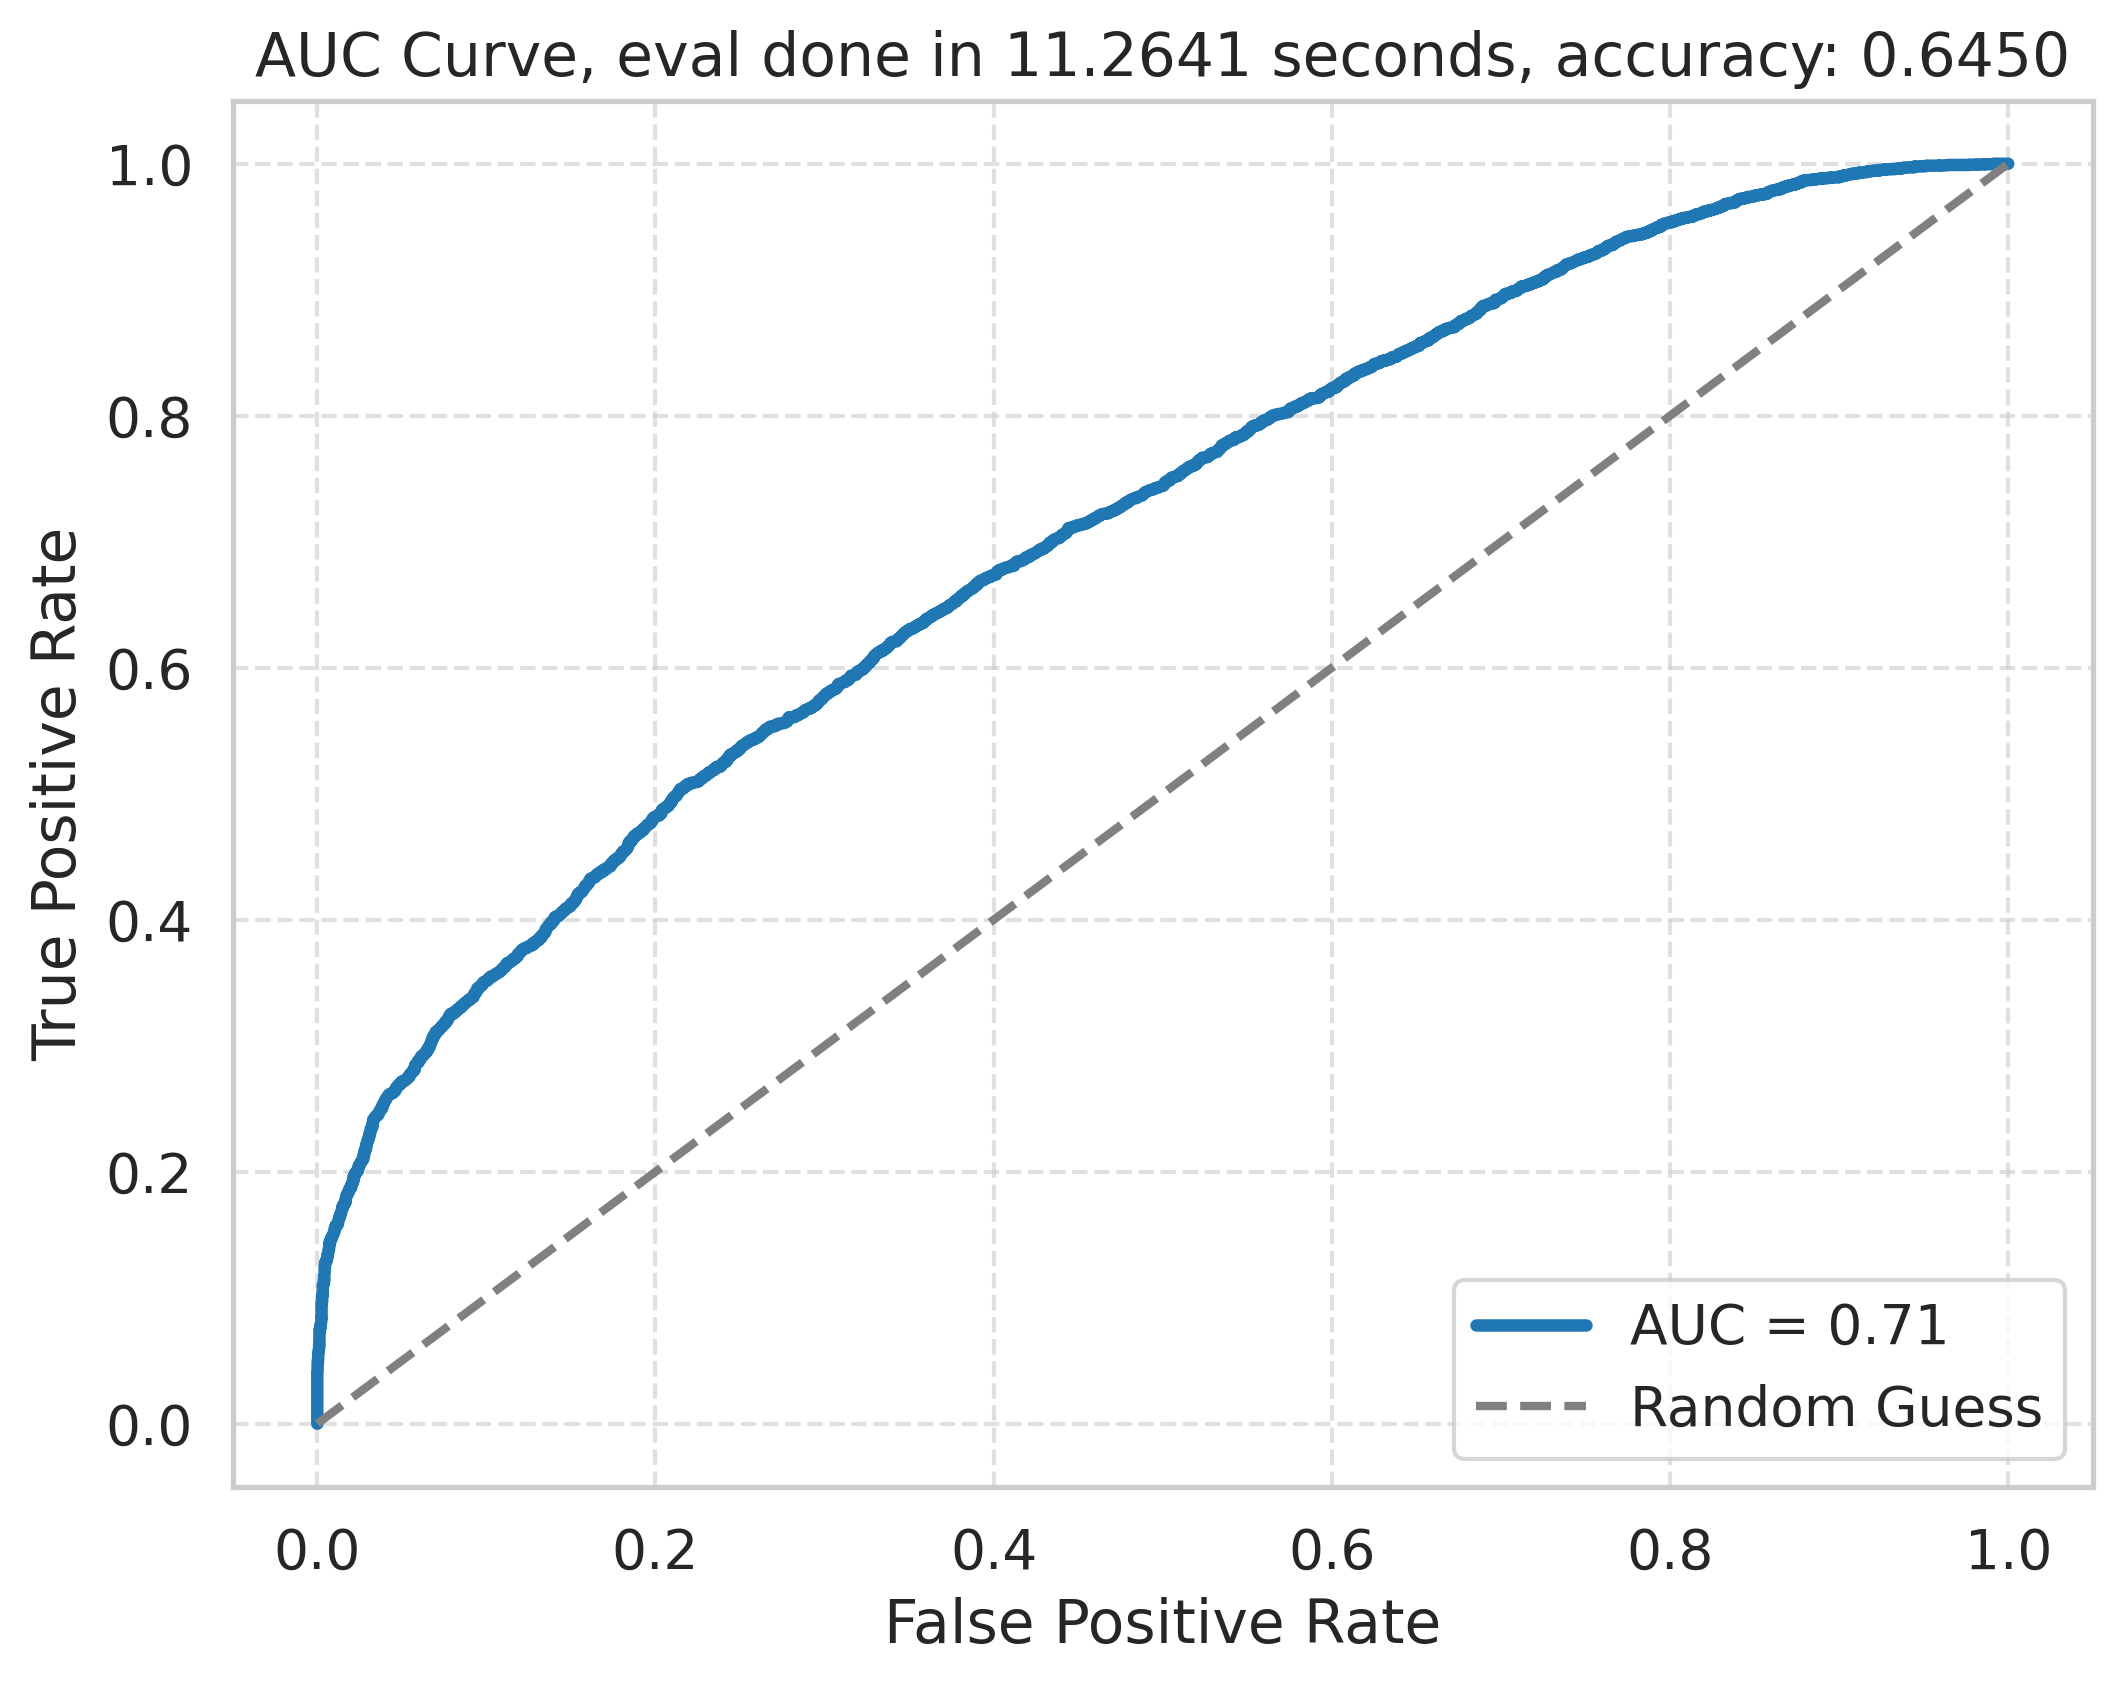 AUC Curve, eval done in 11.2641 seconds, accuracy: 0.6450
True Positive Rate
1.0
0.8
0.6
0.4
0.2
0.0
AUC = 0.71
Random Guess
0.0 0.2 0.4 0.6 0.8 1.0
False Positive Rate